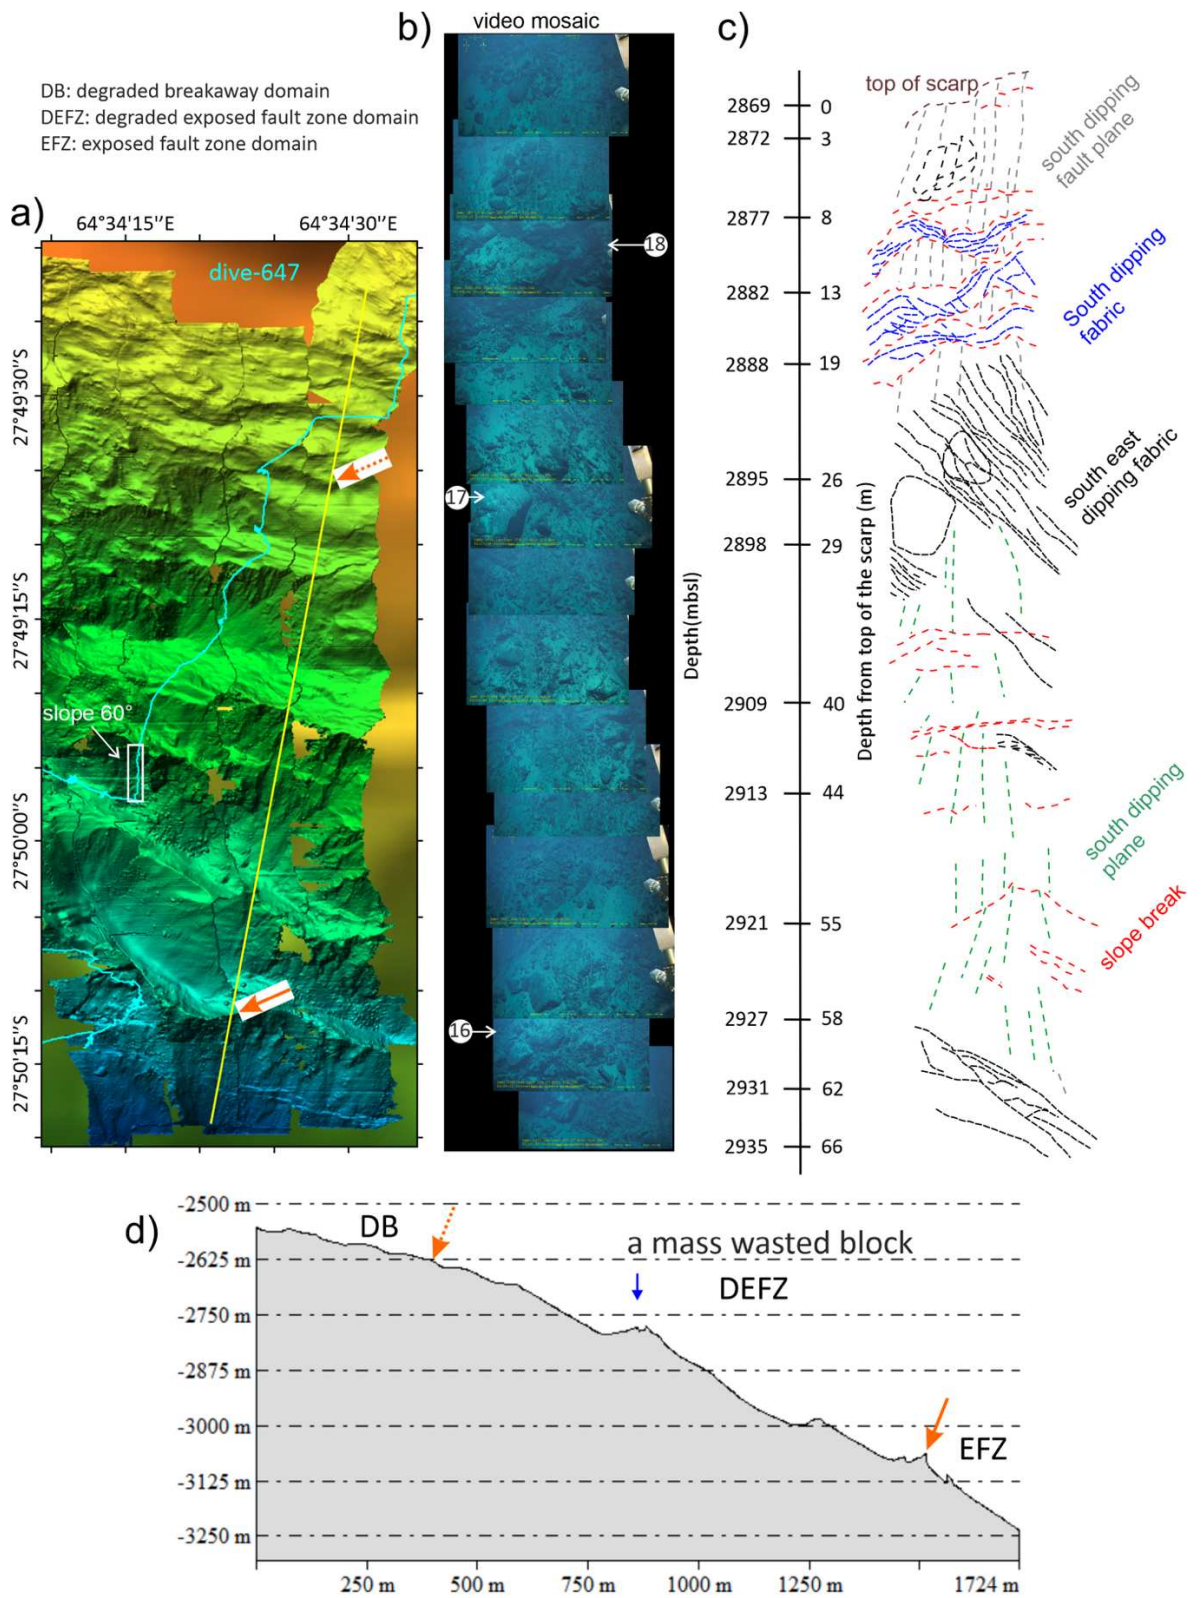 video mosaic
b)
c)
DB: degraded breakaway domain
DEFZ: degraded exposed fault zone domain
EFZ: exposed fault zone domain
a)
64°34'15''E
64°34'30''E
dive-647
27°49'30''S
27°49'15''S
slope 60°
27°50'00''S
27°50'15''S
18
17
16
Depth(mbsl)
Depth from top of the scarp (m)
2869 0
2872 3
2877 8
2882 13
2888 19
2895 26
2898 29
2909 40
2913 44
2921 55
2927 58
2931 62
2935 66
top of scarp
south dipping
fault plane
South dipping
fabric
south east
dipping fabric
south dipping
plane
slope break
d)
-2500 m
-2625 m
-2750 m
-2875 m
-3000 m
-3125 m
-3250 m
DB
a mass wasted block
DEFZ
EFZ
250 m
500 m
750 m
1000 m
1250 m
1724 m